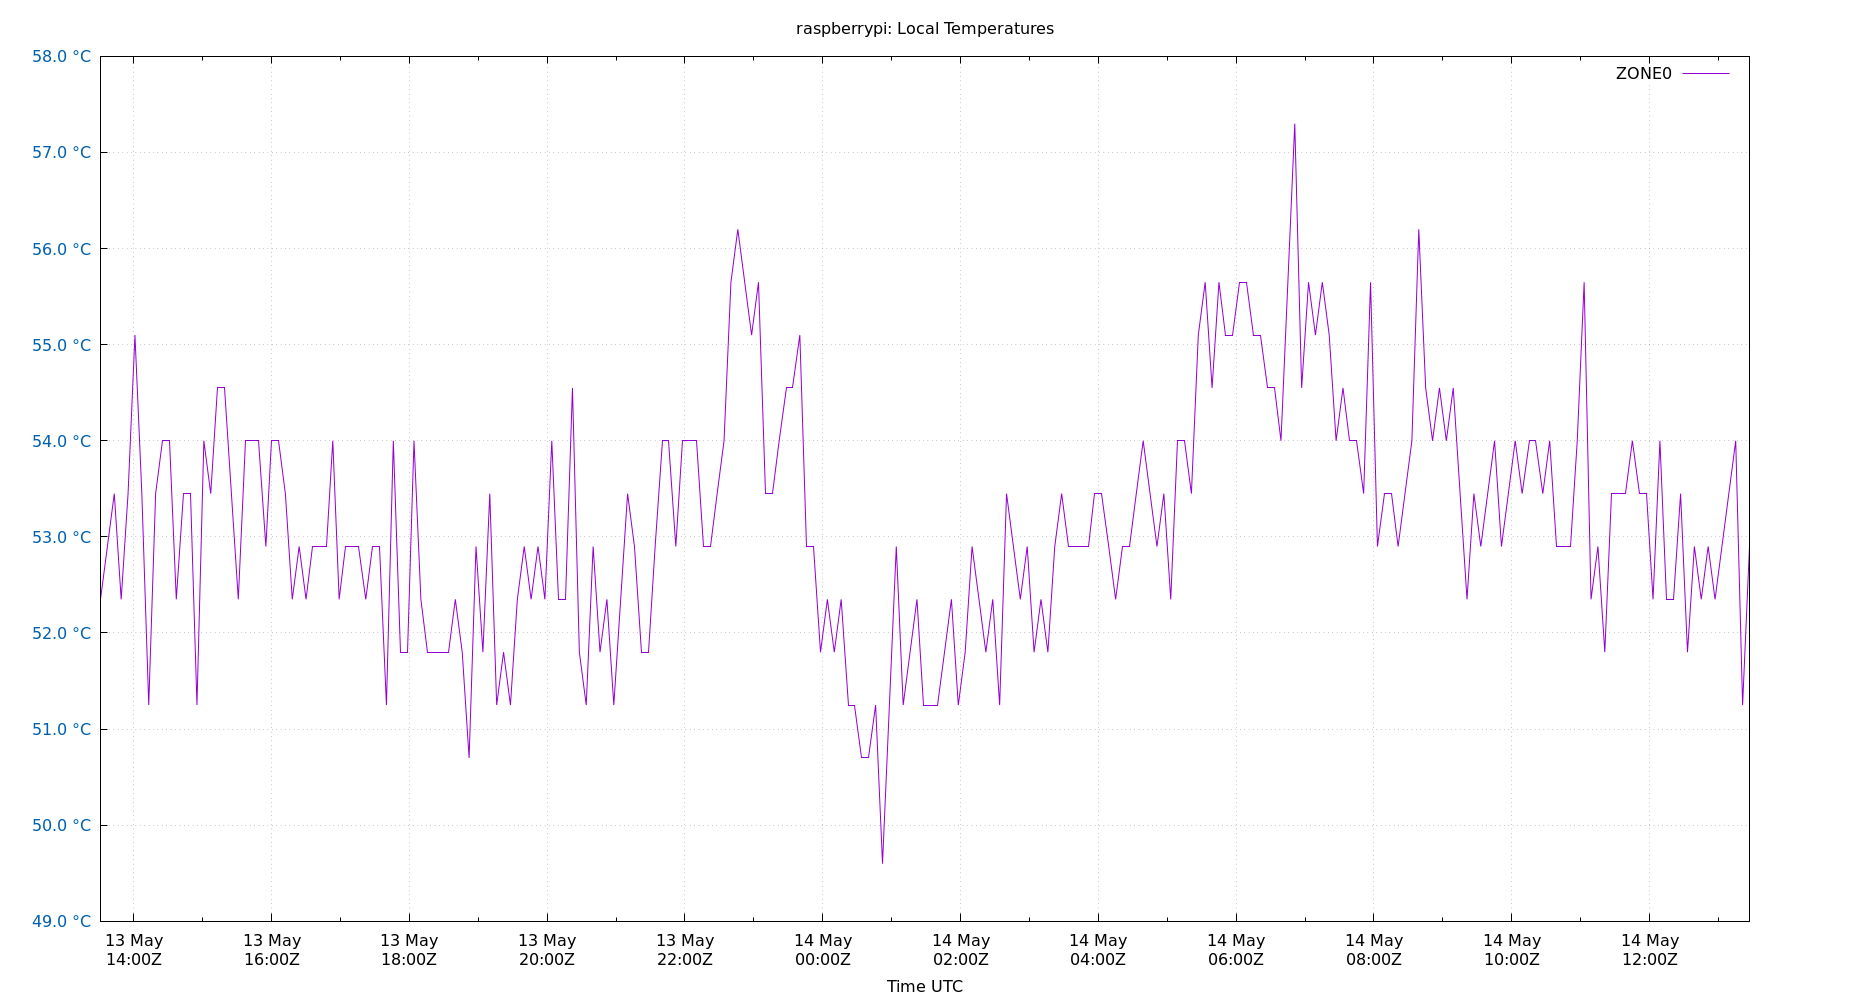 raspberrypi: Local Temperatures
58.0 °C
ZONE0
57.0 °C
56.0 °C
55.0 °C
54.0 °C
53.0 °C
52.0 °C
51.0 °C
50.0 °C
49.0 °C
13 May 13 May 13 May 13 May 13 May 14 May 14 May 14 May 14 May 14 May 14 May 14 May
14:00Z 16:00Z 18:00Z 20:00Z 22:00Z 00:00Z 02:00Z 04:00Z 06:00Z 08:00Z 10:00Z 12:00Z
Time UTC